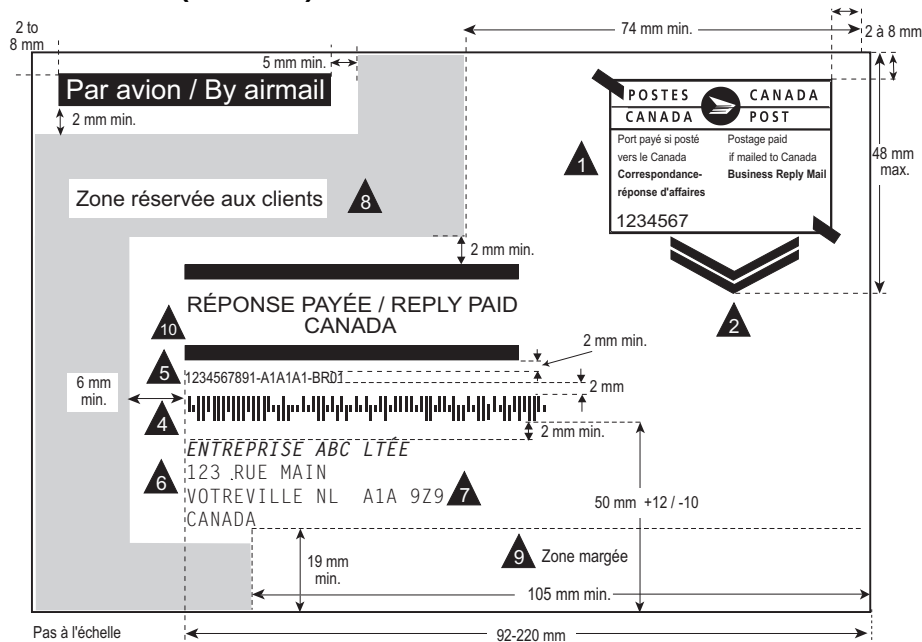 2 to
8 mm
74 mm min.
2 à 8 mm
5 mm min.
Par avion / By airmail
2 mm min.
POSTES CANADA
CANADA POST
Port payé si posté
vers le Canada
Correspondance-
réponse d'affaires
Postage paid
if mailed to Canada
Business Reply Mail
1234567
1
48 mm
max.
Zone réservée aux clients
8
2 mm min.
2
RÉPONSE PAYÉE / REPLY PAID
CANADA
10
2 mm min.
5
1234567891-A1A1A1-BR01
6 mm
min.
2 mm
4
2 mm min.
ENTREPRISE ABC LTÉE
6
123 RUE MAIN
VOTREVILLE NL A1A 9Z9
7
CANADA
50 mm +12 / -10
19 mm
min.
9
Zone margée
105 mm min.
Pas à l'échelle
92-220 mm